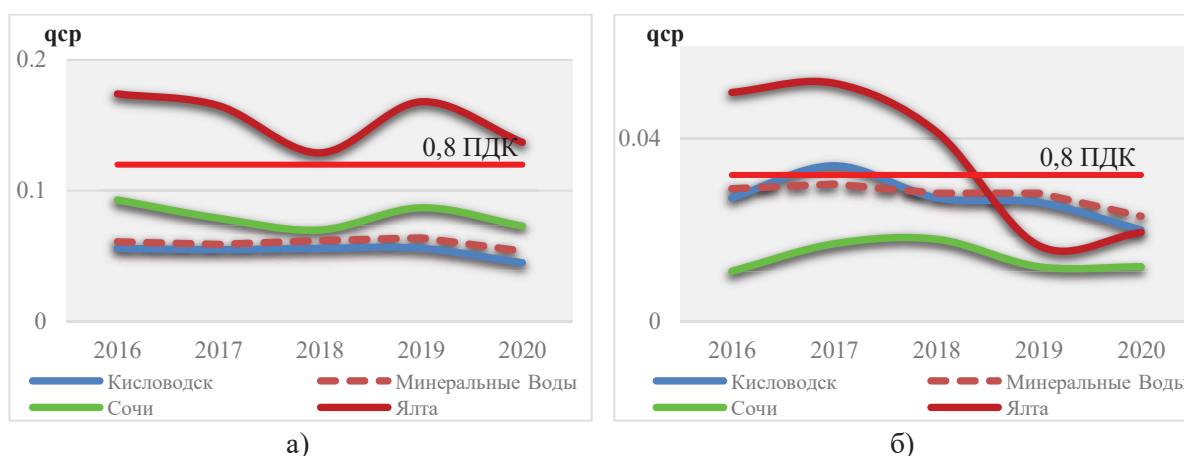 qср
0.2
0,8 ПДК
0.1
0
2016 2017 2018 2019 2020
Кисловодск Минеральные Воды
Сочи Ялта
а)
qср
0.04
0,8 ПДК
0
2016 2017 2018 2019 2020
Кисловодск Минеральные Воды
Сочи Ялта
б)